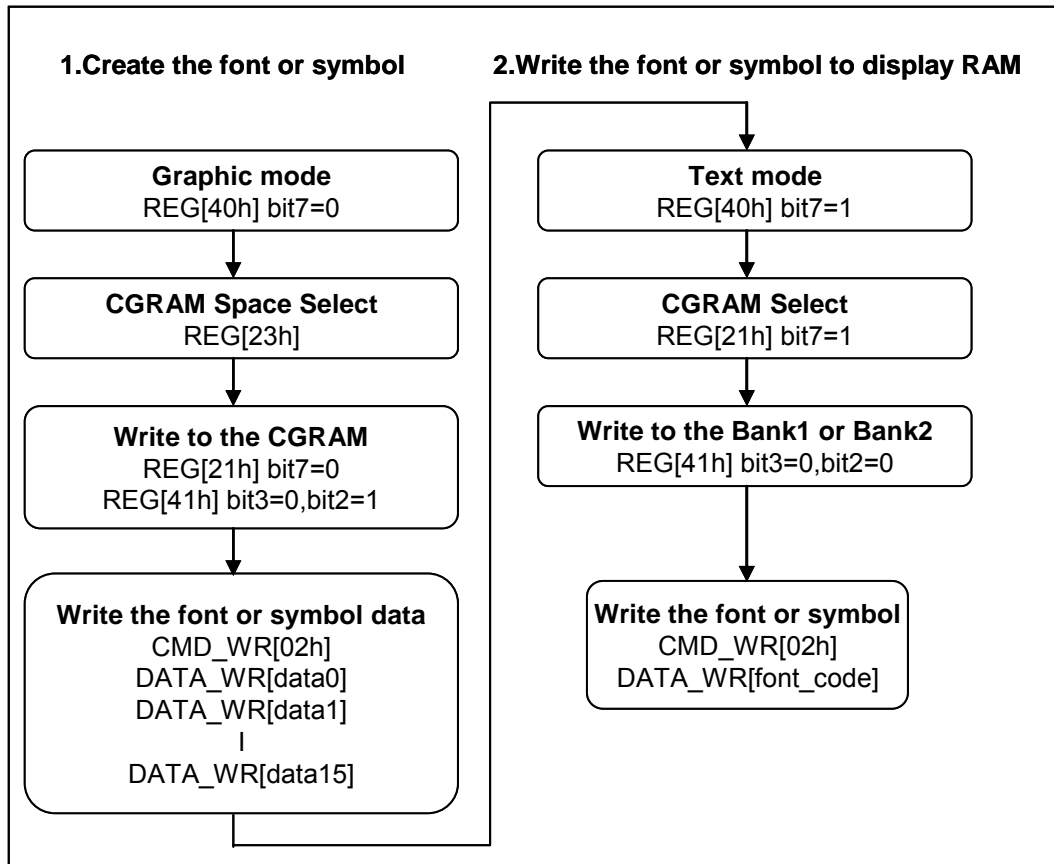 1.Create the font or symbol
Graphic mode
REG[40h] bit7=0
CGRAM Space Select
REG[23h]
Write to the CGRAM
REG[21h] bit7=0
REG[41h] bit3=0,bit2=1
Write the font or symbol data
CMD_WR[02h]
DATA_WR[data0]
DATA_WR[data1]
|
DATA_WR[data15]
2.Write the font or symbol to display RAM
Text mode
REG[40h] bit7=1
CGRAM Select
REG[21h] bit7=1
Write to the Bank1 or Bank2
REG[41h] bit3=0,bit2=0
Write the font or symbol
CMD_WR[02h]
DATA_WR[font_code]